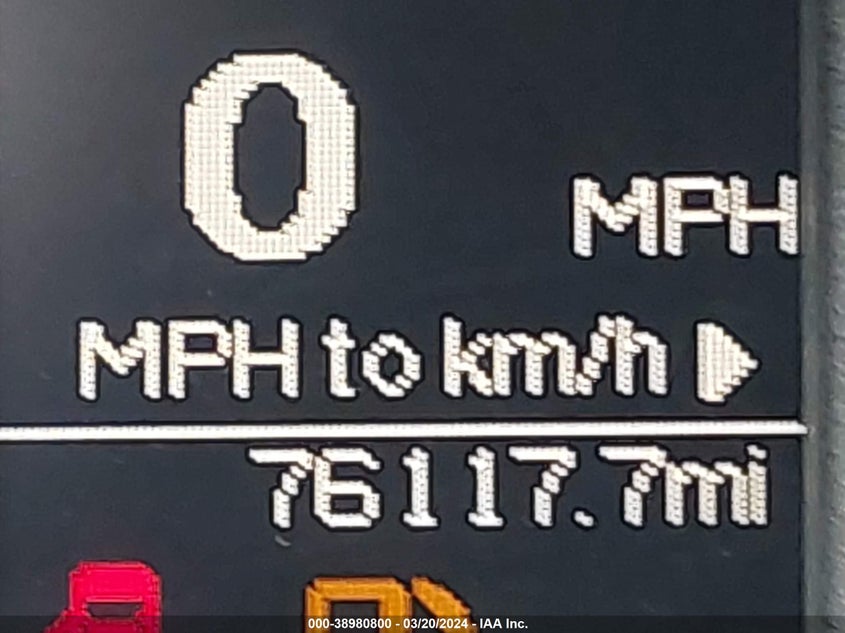 0
MPH
MPH to km/h
76117.7mi
000-38980800 - 03/20/2024 - IAA Inc.